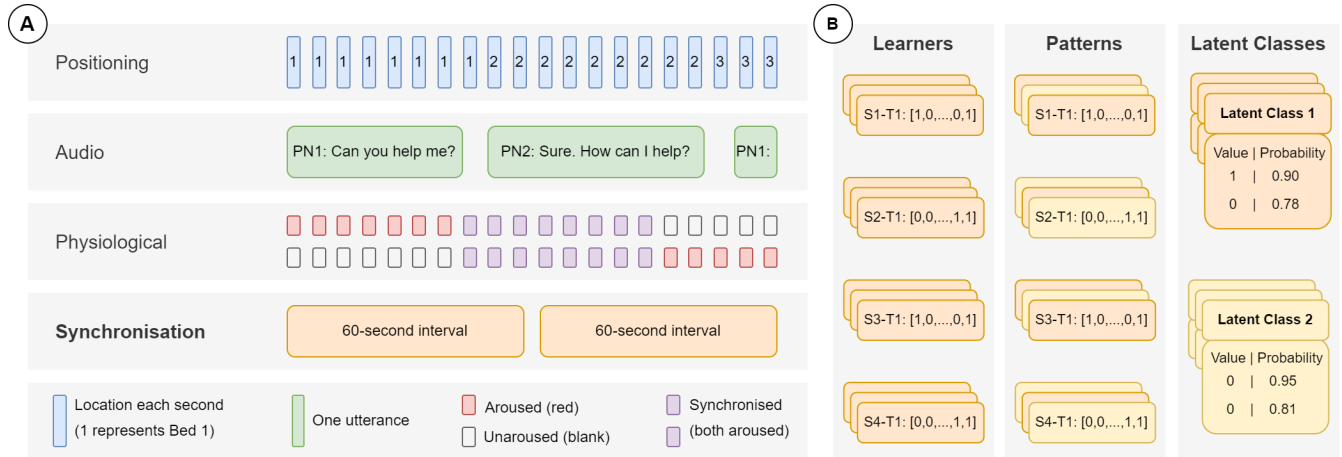 A
Positioning
1 1 1 1 1 1 1 1 2 2 2 2 2 2 2 2 2 3 3 3
Audio
PN1: Can you help me?
PN2: Sure. How can I help?
PN1:
Physiological
Synchronisation
60-second interval
60-second interval
Location each second
(1 represents Bed 1)
One utterance
Aroused (red)
Unaroused (blank)
Synchronised
(both aroused)
B
Learners
S1-T1: [1,0,...,0,1]
S2-T1: [0,0,...,1,1]
S3-T1: [1,0,...,0,1]
S4-T1: [0,0,...,1,1]
Patterns
S1-T1: [1,0,...,0,1]
S2-T1: [0,0,...,1,1]
S3-T1: [1,0,...,0,1]
S4-T1: [0,0,...,1,1]
Latent Classes
Latent Class 1
Value | Probability
1 | 0.90
0 | 0.78
Latent Class 2
Value | Probability
0 | 0.95
0 | 0.81